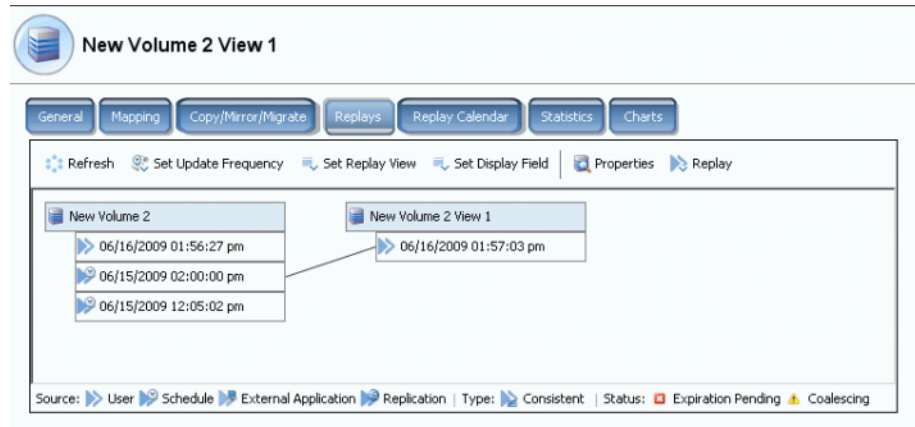 New Volume 2 View 1
General Mapping Copy/Mirror/Migrate Replays Replay Calendar Statistics Charts
Refresh Set Update Frequency Set Replay View Set Display Field Properties Replay
New Volume 2 New Volume 2 View 1
06/16/2009 01:56:27 pm 06/16/2009 01:57:03 pm
06/15/2009 02:00:00 pm
06/15/2009 12:05:02 pm
Source: User Schedule External Application Replication | Type: Consistent | Status: Expiration Pending Coalescing